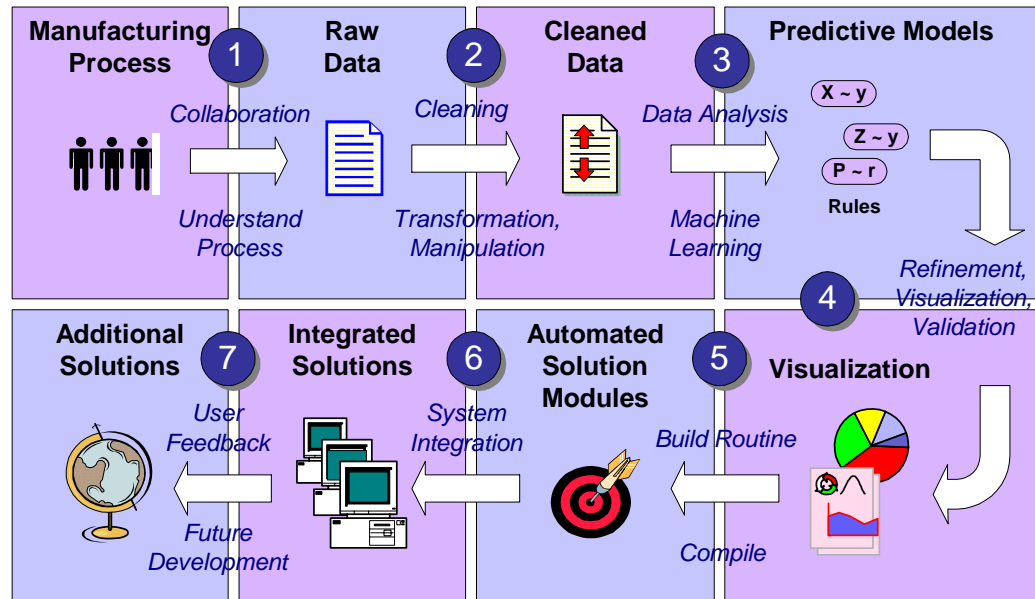 Manufacturing
Process
1
Collaboration
Understand
Process
Raw
Data
2
Cleaning
Transformation,
Manipulation
Cleaned
Data
3
Data Analysis
Machine
Learning
Predictive Models
X ~ y
Z ~ y
P ~ r
Rules
4
Refinement,
Visualization,
Validation
Visualization
5
Build Routine
Compile
Automated
Solution
Modules
6
System
Integration
Integrated
Solutions
7
User
Feedback
Future
Development
Additional
Solutions